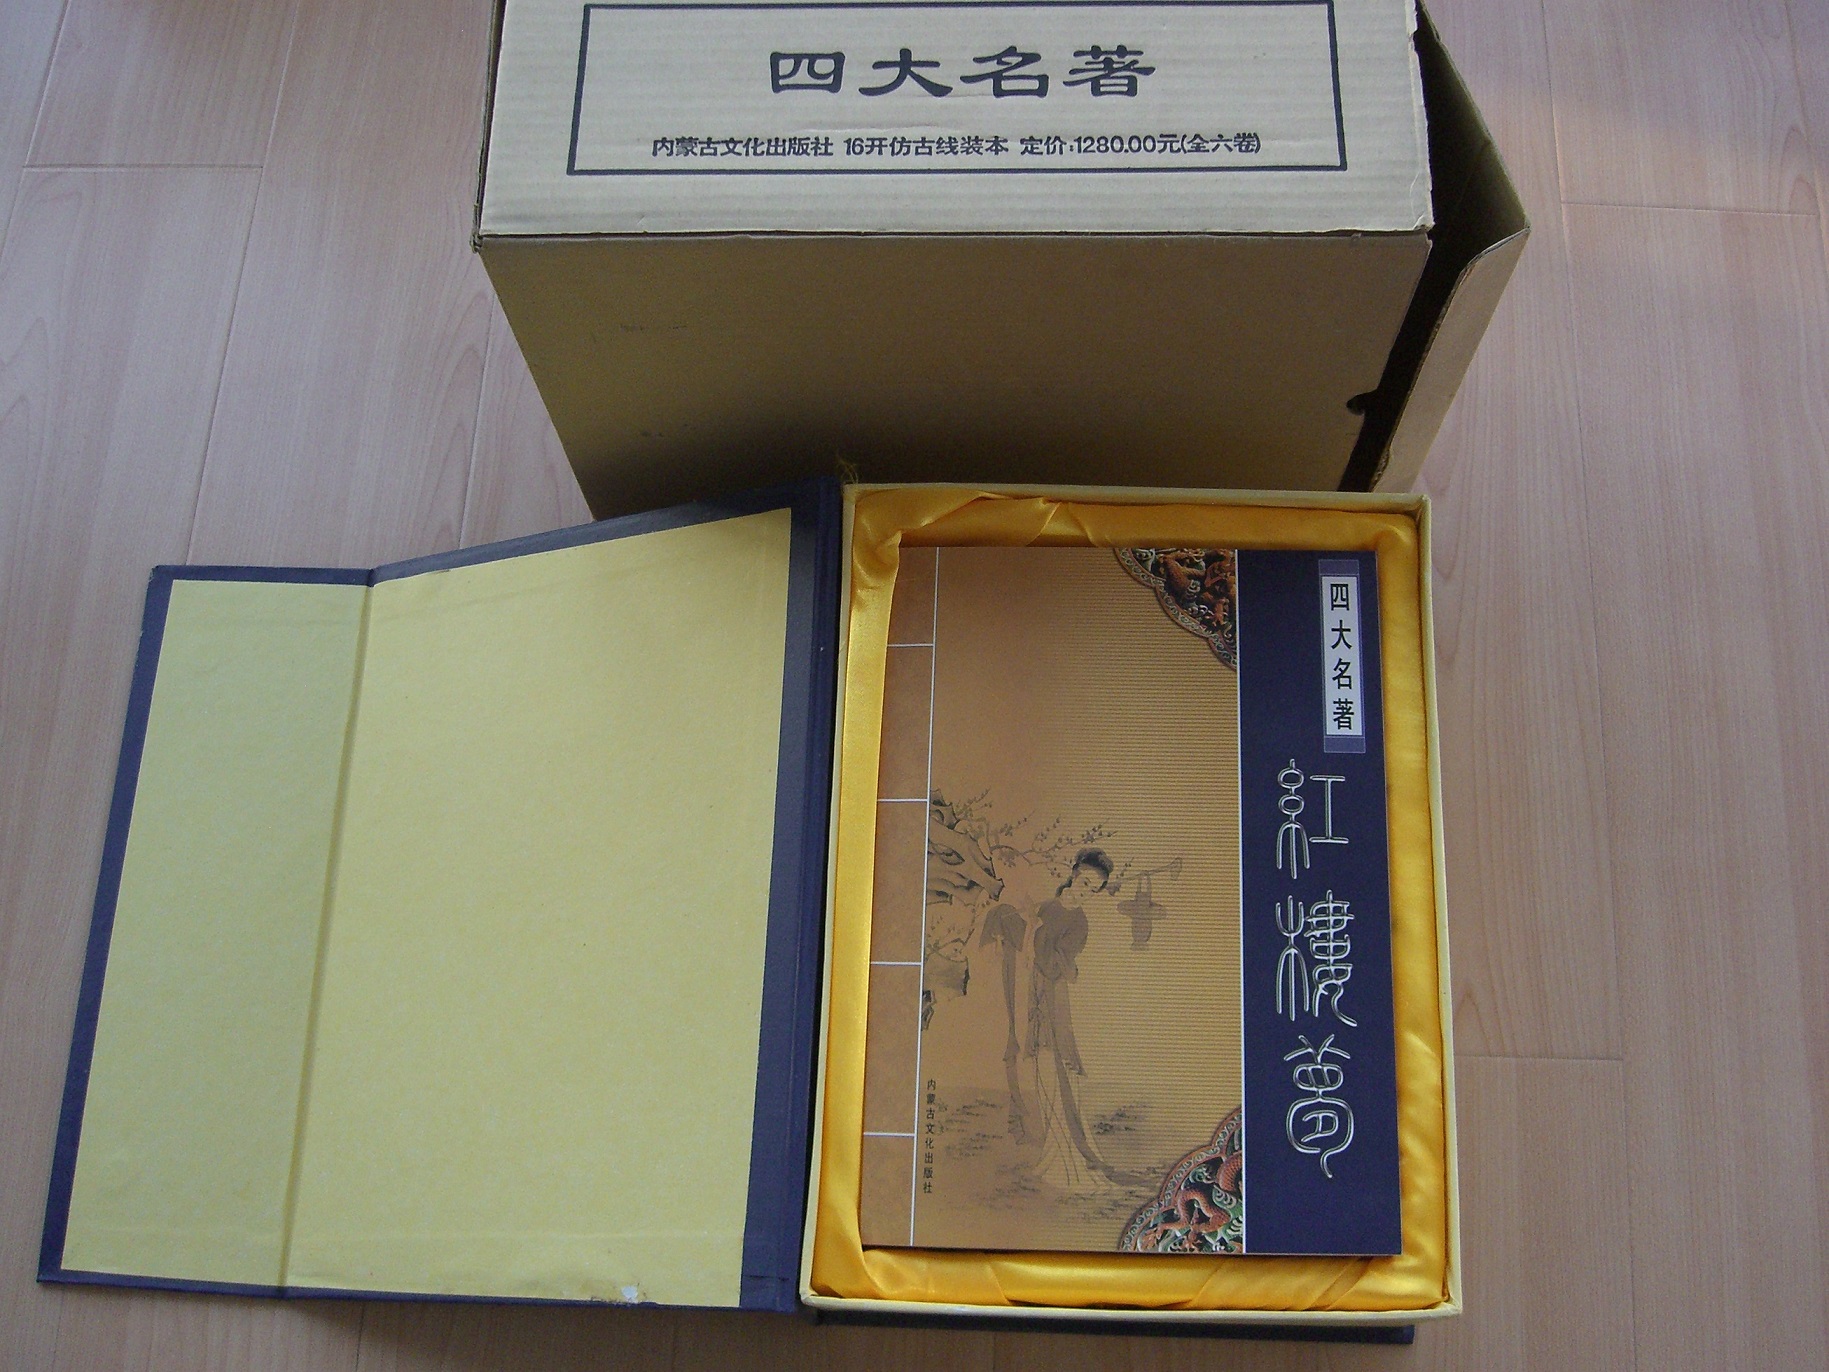 四大名著
内蒙古文化出版社 16开仿古线装本 定价:1280.00元(全六卷)
四大名著
紅樓夢
内蒙古文化出版社